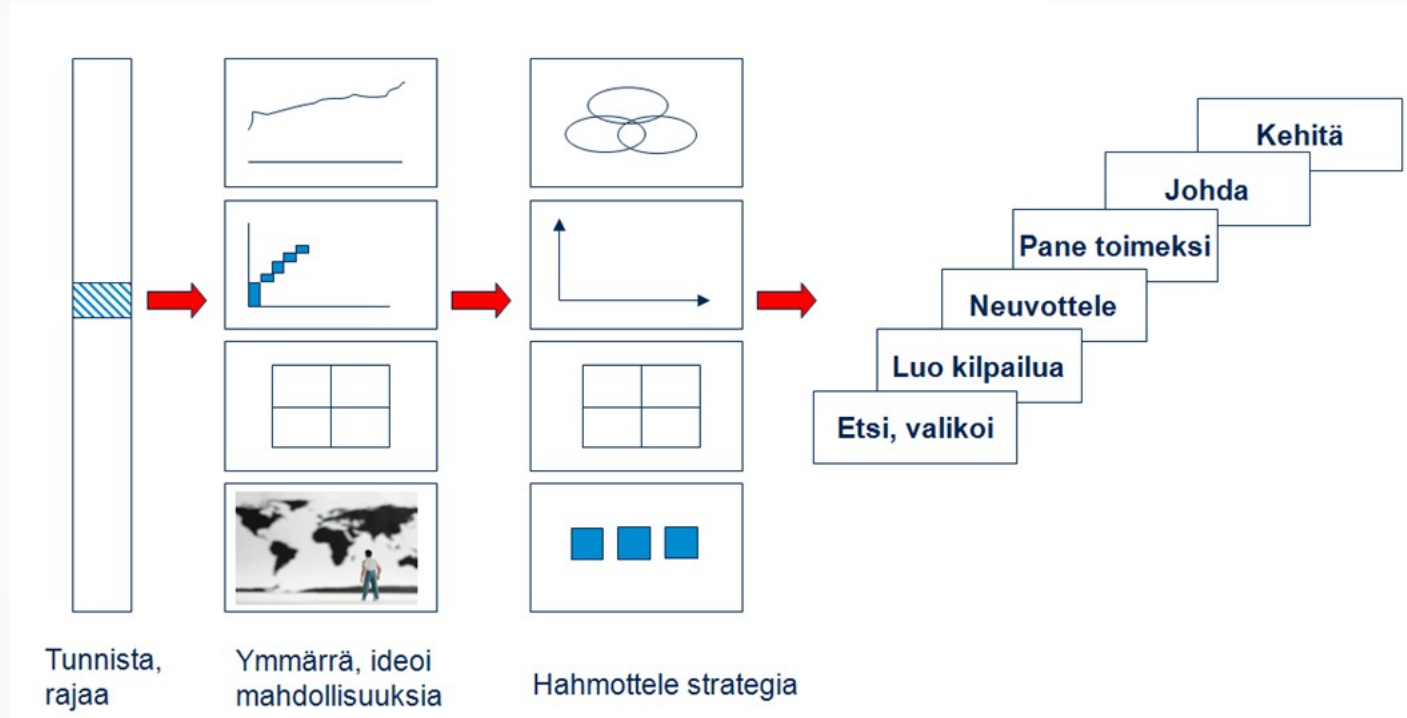 Kehitä
Johda
Pane toimeksi
Neuvottele
Luo kilpailua
Etsi, valikoi
Tunnista,
rajaa
Ymmärrä, ideoi
mahdollisuuksia
Hahmottele strategia